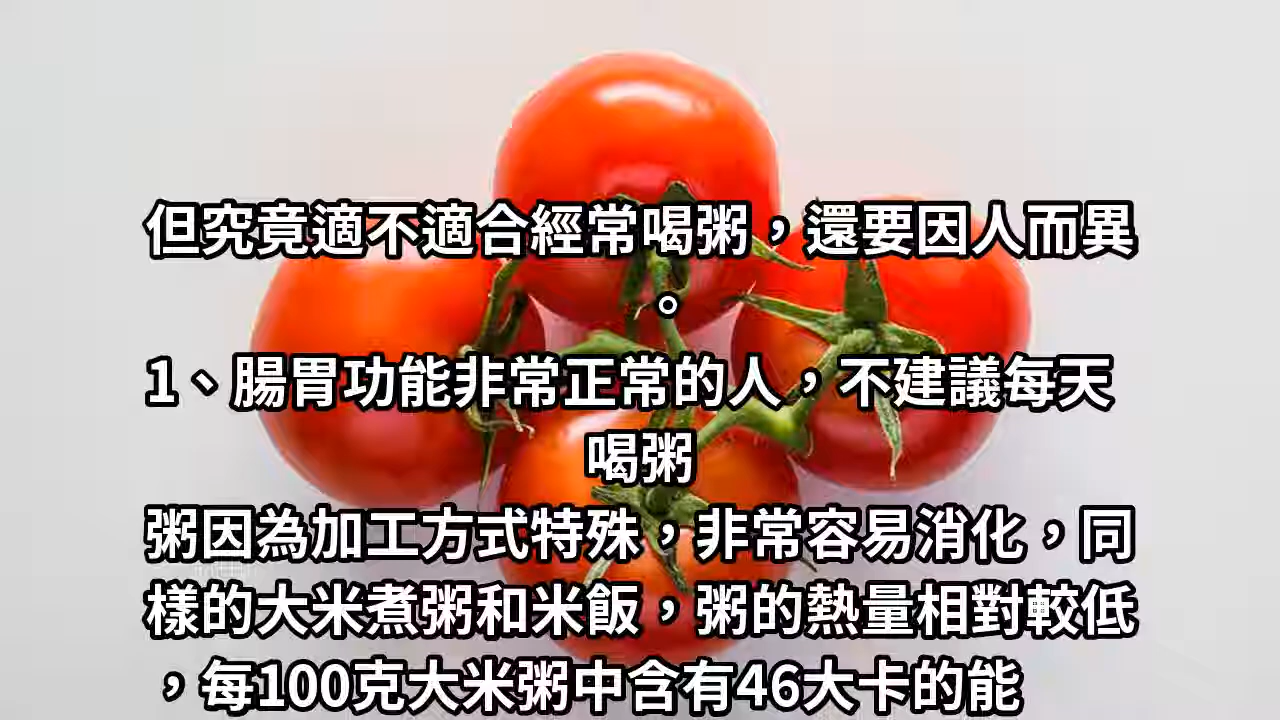 但究竟適不適合經常喝粥，還要因人而異
。
1、腸胃功能非常正常的人，不建議每天
喝粥
粥因為加工方式特殊，非常容易消化，同
樣的大米煮粥和米飯，粥的熱量相對較低
，每100克大米粥中含有46大卡的能